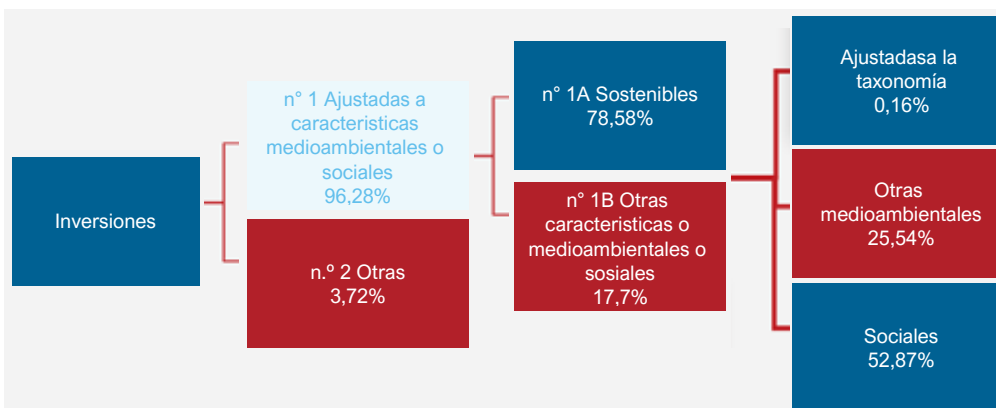 Inversiones
n° 1 Ajustadas a
caracteristicas
medioambientales o
sociales
96,28%
n.º 2 Otras
3,72%
n° 1A Sostenibles
78,58%
n° 1B Otras
caracteristicas o
medioambientales o
sosiales
17,7%
Ajustadasa la
taxonomía
0,16%
Otras
medioambientales
25,54%
Sociales
52,87%